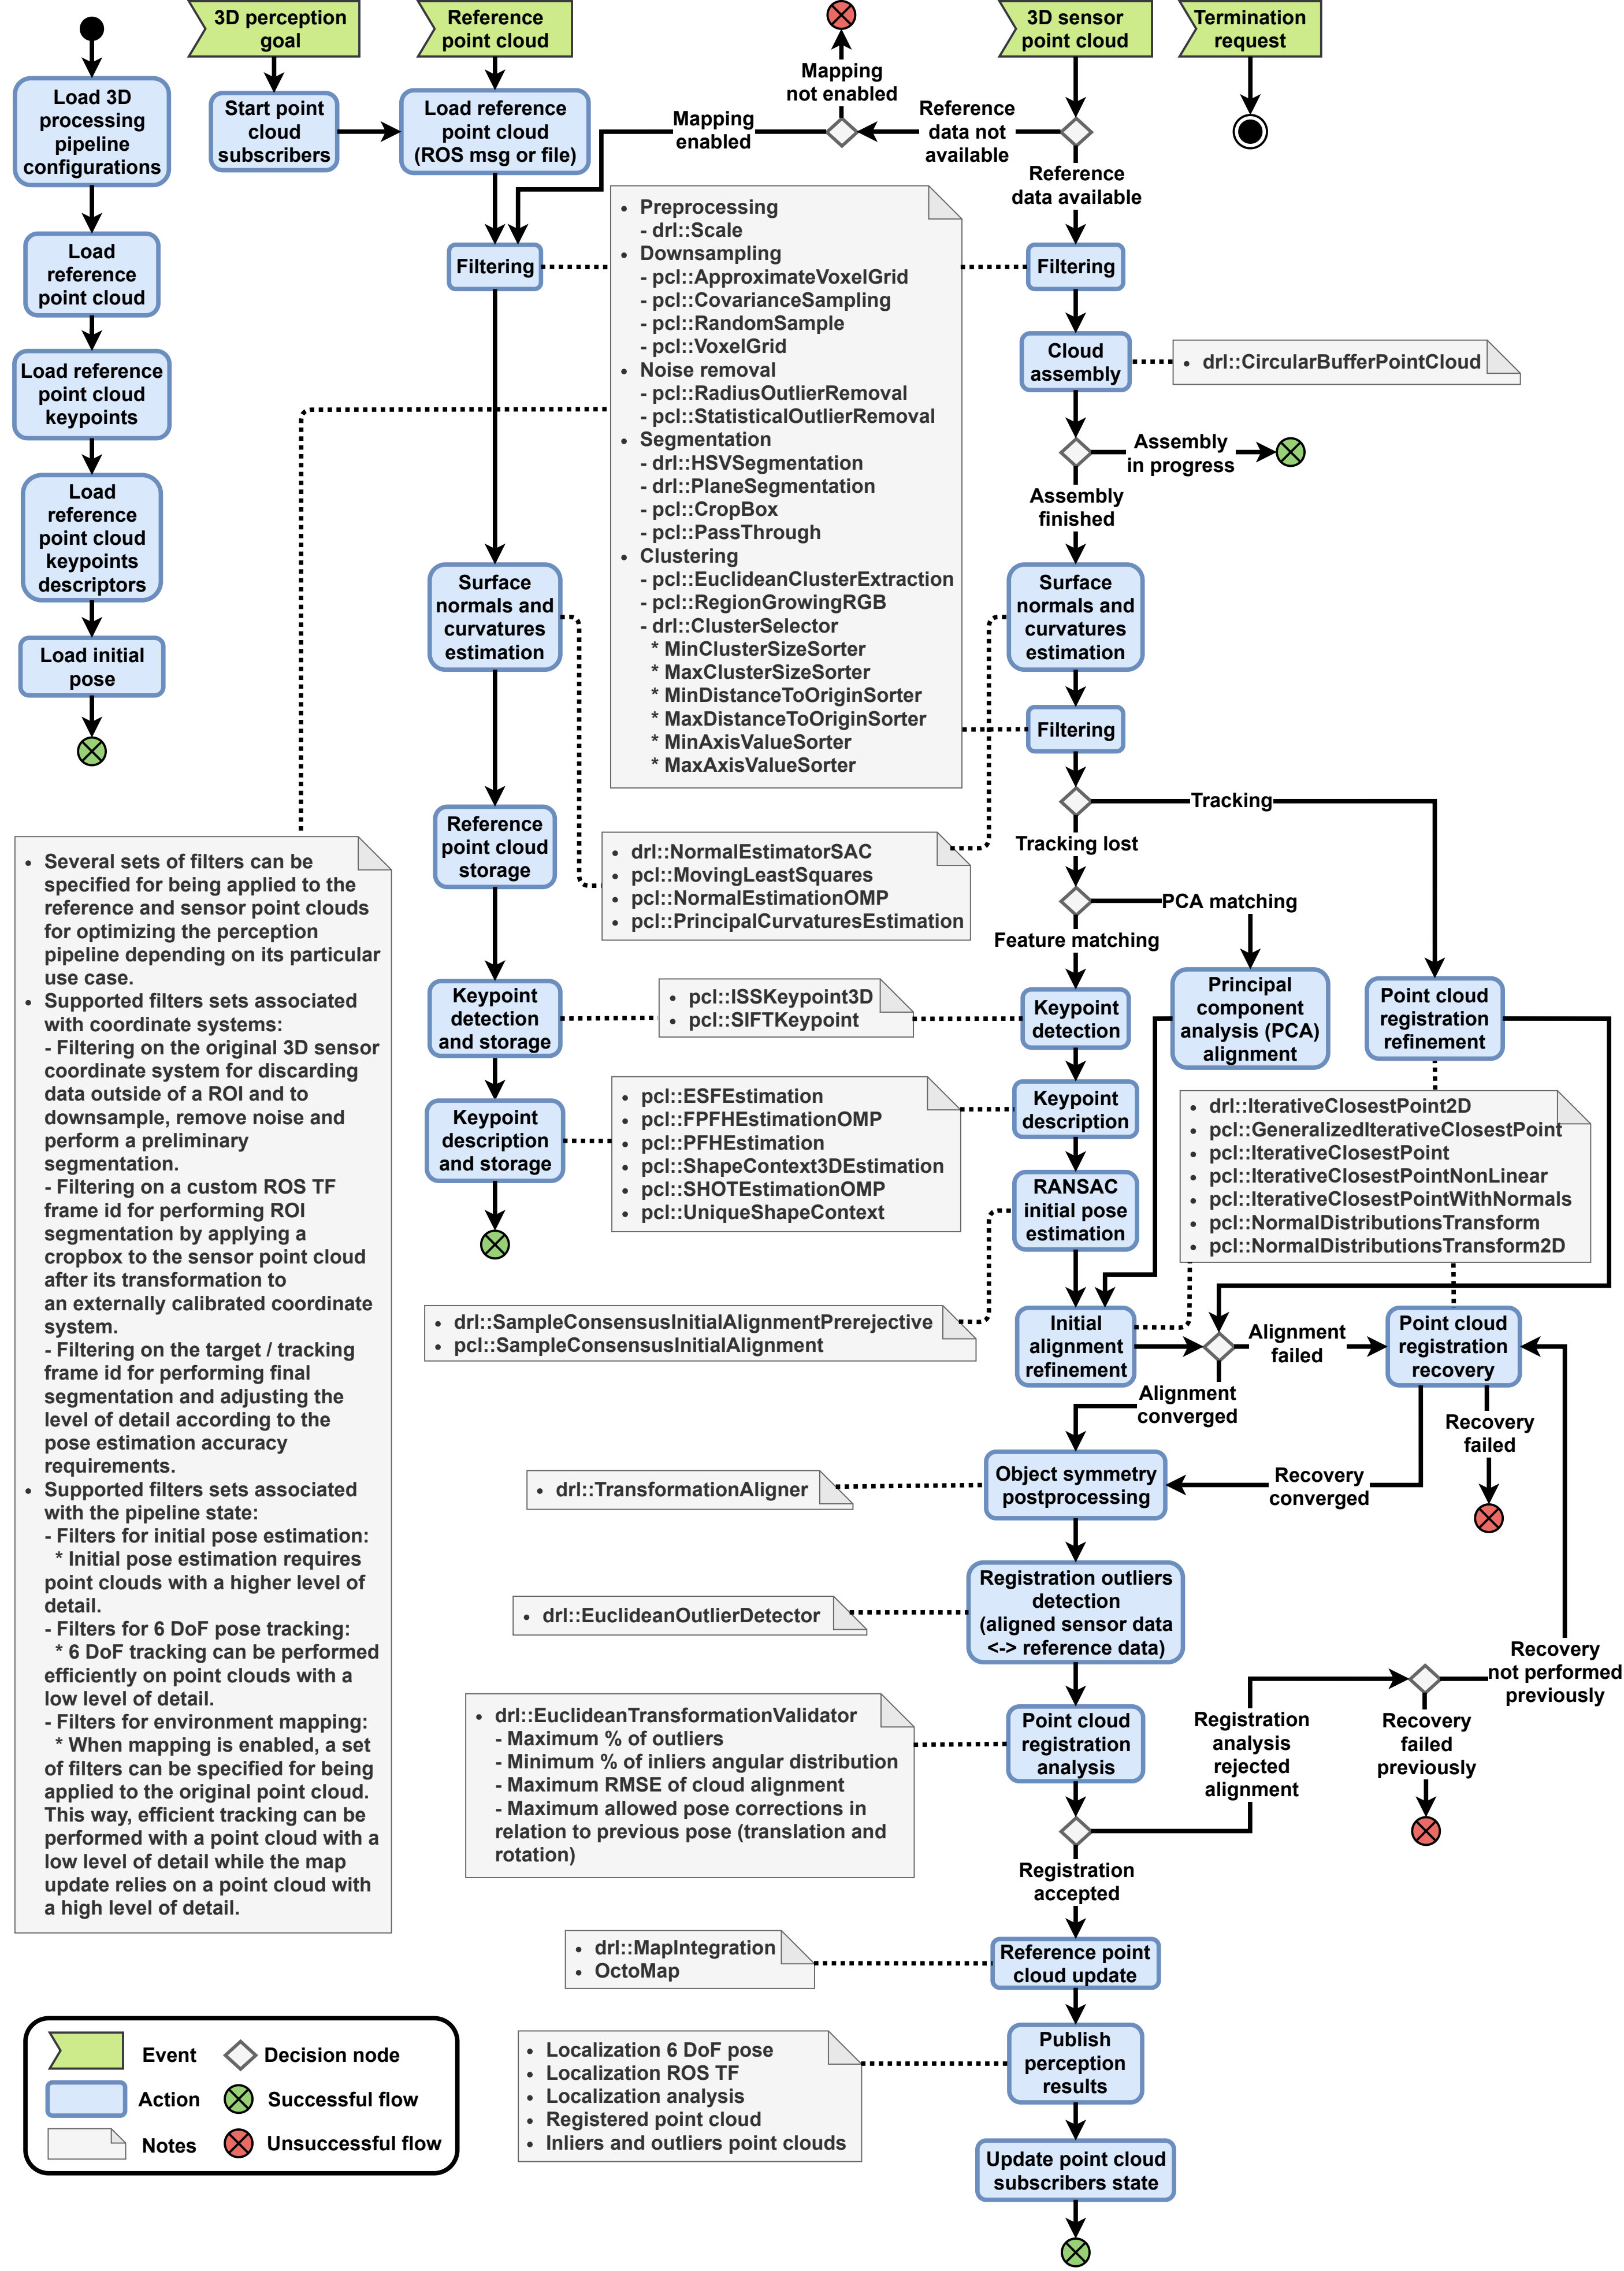 3D perception
goal
Reference
point cloud
3D sensor
point cloud
Termination
request
Load 3D
processing
pipeline
configurations
Load
reference
point cloud
Load reference
point cloud
keypoints
Load
reference
point cloud
keypoints
descriptors
Load initial
pose
Start point
cloud
subscribers
Load reference
point cloud
(ROS msg or file)
Mapping
not enabled
Mapping
enabled
Reference
data not
available
Reference
data available
Filtering
Surface
normals and
curvatures
estimation
Reference
point cloud
storage
Keypoint
detection
and storage
Keypoint
description
and storage
• Preprocessing
- drl::Scale
• Downsampling
- pcl::ApproximateVoxelGrid
- pcl::CovarianceSampling
- pcl::RandomSample
- pcl::VoxelGrid
• Noise removal
- pcl::RadiusOutlierRemoval
- pcl::StatisticalOutlierRemoval
• Segmentation
- drl::HSVSegmentation
- drl::PlaneSegmentation
- pcl::CropBox
- pcl::PassThrough
• Clustering
- pcl::EuclideanClusterExtraction
- pcl::RegionGrowingRGB
- drl::ClusterSelector
* MinClusterSizeSorter
* MaxClusterSizeSorter
* MinDistanceToOriginSorter
* MaxDistanceToOriginSorter
* MinAxisValueSorter
* MaxAxisValueSorter
Filtering
Cloud
assembly
• drl::CircularBufferPointCloud
Assembly
in progress
Assembly
finished
Surface
normals and
curvatures
estimation
Filtering
Tracking
Tracking lost
PCA matching
Feature matching
• drl::NormalEstimatorSAC
• pcl::MovingLeastSquares
• pcl::NormalEstimationOMP
• pcl::PrincipalCurvaturesEstimation
• pcl::ISSKeypoint3D
• pcl::SIFTKeypoint
Keypoint
detection
Principal
component
analysis (PCA)
alignment
Point cloud
registration
refinement
• pcl::ESFEstimation
• pcl::FPFHEstimationOMP
• pcl::PFHEstimation
• pcl::ShapeContext3DEstimation
• pcl::SHOTEstimationOMP
• pcl::UniqueShapeContext
Keypoint
description
RANSAC
initial pose
estimation
• drl::IterativeClosestPoint2D
• pcl::GeneralizedIterativeClosestPoint
• pcl::IterativeClosestPoint
• pcl::IterativeClosestPointNonLinear
• pcl::IterativeClosestPointWithNormals
• pcl::NormalDistributionsTransform
• pcl::NormalDistributionsTransform2D
• drl::SampleConsensusInitialAlignmentPrerejective
• pcl::SampleConsensusInitialAlignment
Initial
alignment
refinement
Alignment
failed
Point cloud
registration
recovery
Alignment
converged
Recovery
failed
Recovery
converged
• drl::TransformationAligner
Object symmetry
postprocessing
• drl::EuclideanOutlierDetector
Registration outliers
detection
(aligned sensor data
<-> reference data)
Recovery
not performed
previously
• drl::EuclideanTransformationValidator
- Maximum % of outliers
- Minimum % of inliers angular distribution
- Maximum RMSE of cloud alignment
- Maximum allowed pose corrections in
relation to previous pose (translation and
rotation)
Point cloud
registration
analysis
Registration
analysis
rejected
alignment
Recovery
failed
previously
Registration
accepted
• drl::MapIntegration
• OctoMap
Reference point
cloud update
• Localization 6 DoF pose
• Localization ROS TF
• Localization analysis
• Registered point cloud
• Inliers and outliers point clouds
Publish
perception
results
Update point cloud
subscribers state
• Several sets of filters can be
specified for being applied to the
reference and sensor point clouds
for optimizing the perception
pipeline depending on its particular
use case.
• Supported filters sets associated
with coordinate systems:
- Filtering on the original 3D sensor
coordinate system for discarding
data outside of a ROI and to
downsample, remove noise and
perform a preliminary
segmentation.
- Filtering on a custom ROS TF
frame id for performing ROI
segmentation by applying a
cropbox to the sensor point cloud
after its transformation to
an externally calibrated coordinate
system.
- Filtering on the target / tracking
frame id for performing final
segmentation and adjusting the
level of detail according to the
pose estimation accuracy
requirements.
• Supported filters sets associated
with the pipeline state:
- Filters for initial pose estimation:
* Initial pose estimation requires
point clouds with a higher level of
detail.
- Filters for 6 DoF pose tracking:
* 6 DoF tracking can be performed
efficiently on point clouds with a
low level of detail.
- Filters for environment mapping:
* When mapping is enabled, a set
of filters can be specified for being
applied to the original point cloud.
This way, efficient tracking can be
performed with a point cloud with a
low level of detail while the map
update relies on a point cloud with
a high level of detail.
Event
Decision node
Action
Successful flow
Notes
Unsuccessful flow